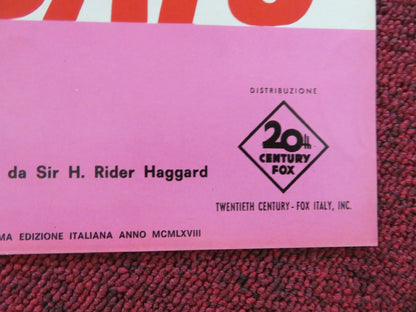 DISTRIBUZIONE
20th
CENTURY
FOX
da Sir H. Rider Haggard
TWENTIETH CENTURY - FOX ITALY, INC.
EDIZIONE ITALIANA ANNO MCMLXVIII